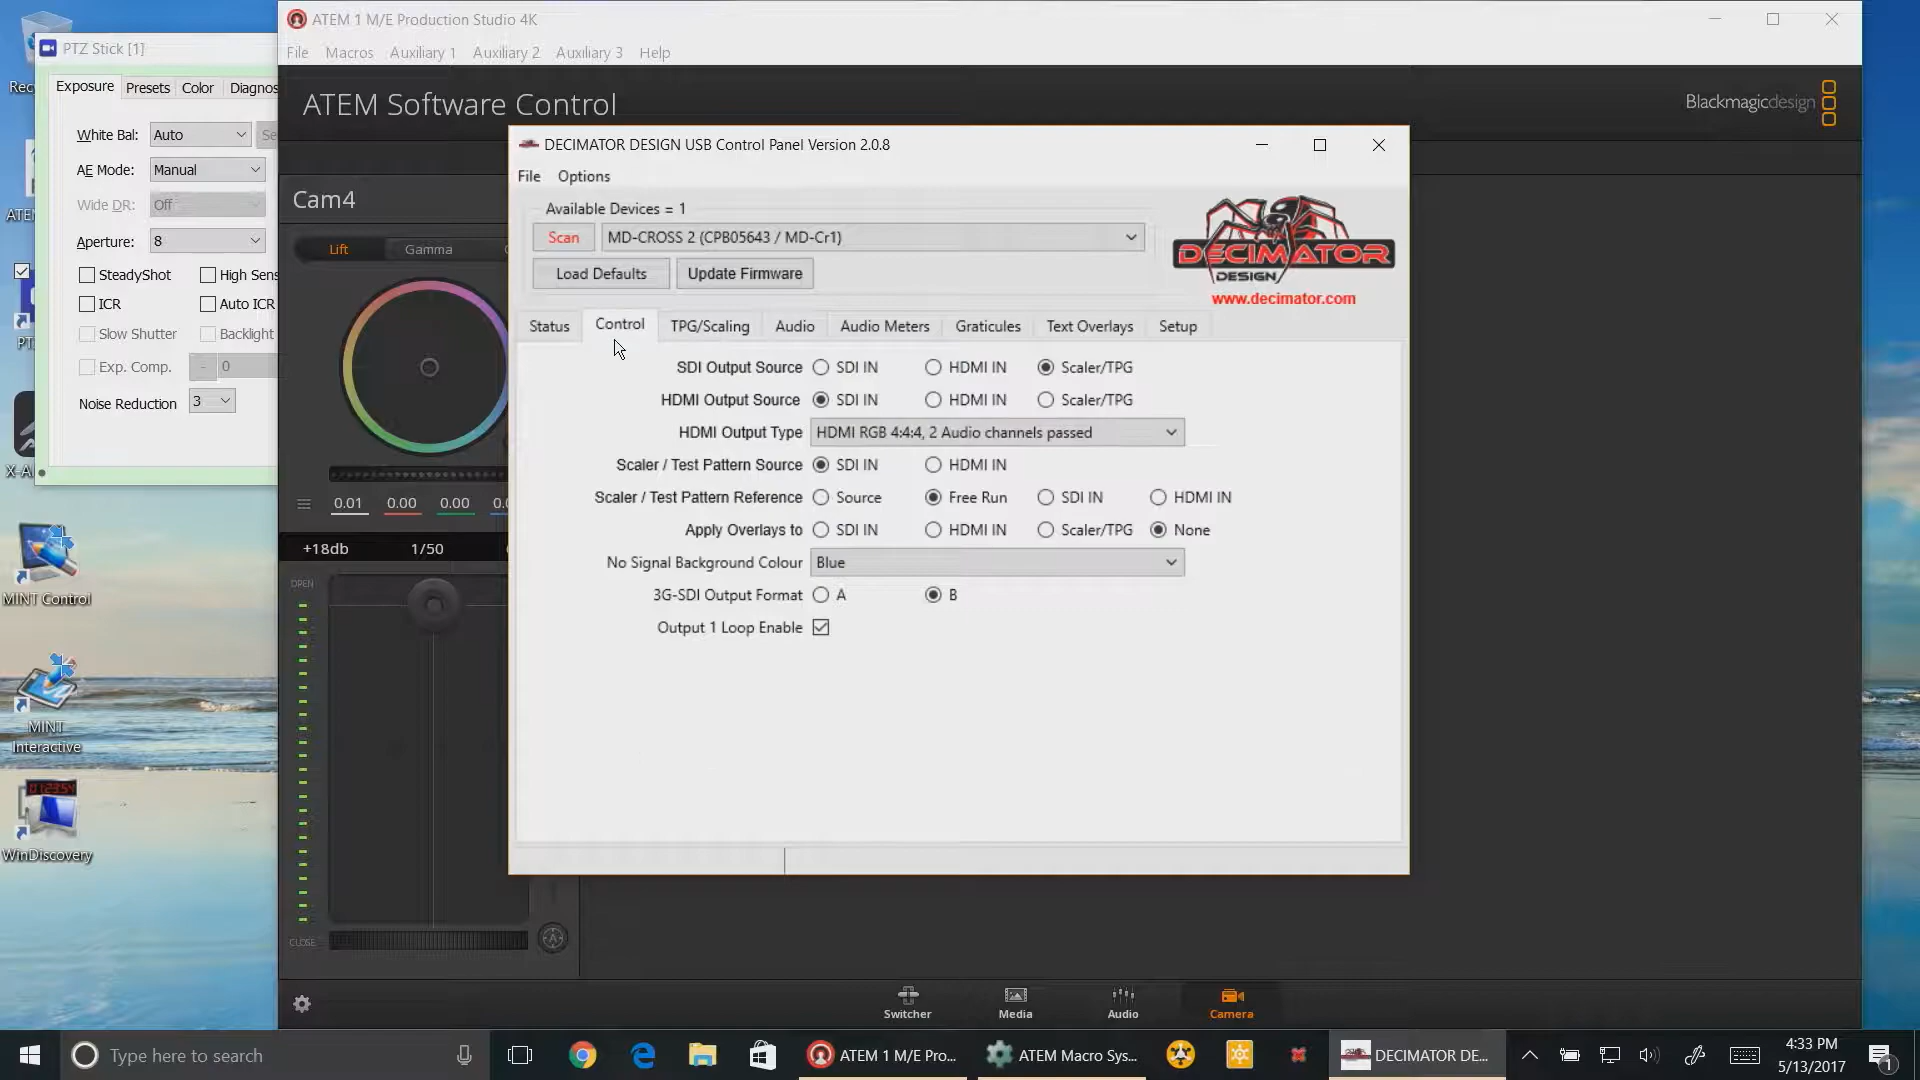 PTZ Stick [1]
Exposure
Presets
Color
White Bal:
Auto
AE Mode:
Manual
Wide DR:
Off
Aperture:
8
SteadyShot
ICR
Auto ICR
Slow Shutter
Backlight
Exp. Comp.
-
0
Noise Reduction
3
MINT Control
MINT
Interactive
WinDiscovery
ATEM 1 M/E Production Studio 4K
File
Macros
Auxiliary 1
Auxiliary 2
Auxiliary 3
Help
ATEM Software Control
Blackmagicdesign
Cam4
Lift
Gamma
0.01
0.00
0.00
+18db
1/50
OPEN
CLOSE
DECIMATOR DESIGN USB Control Panel Version 2.0.8
File
Options
Available Devices = 1
Scan
MD-CROSS 2 (CPB05643 / MD-Cr1)
Load Defaults
Update Firmware
DECIMATOR
DESIGN
www.decimator.com
Status
Control
TPG/Scaling
Audio
Audio Meters
Graticules
Text Overlays
Setup
SDI Output Source SDI IN HDMI IN Scaler/TPG
HDMI Output Source SDI IN HDMI IN Scaler/TPG
HDMI Output Type HDMI RGB 4:4:4, 2 Audio channels passed
Scaler / Test Pattern Source SDI IN HDMI IN
Scaler / Test Pattern Reference Source Free Run SDI IN HDMI IN
Apply Overlays to SDI IN HDMI IN Scaler/TPG None
No Signal Background Colour Blue
3G-SDI Output Format A B
Output 1 Loop Enable
Switcher
Media
Audio
Camera
Type here to search
ATEM 1 M/E Pro...
ATEM Macro Sys...
DECIMATOR DE...
4:33 PM
5/13/2017
1